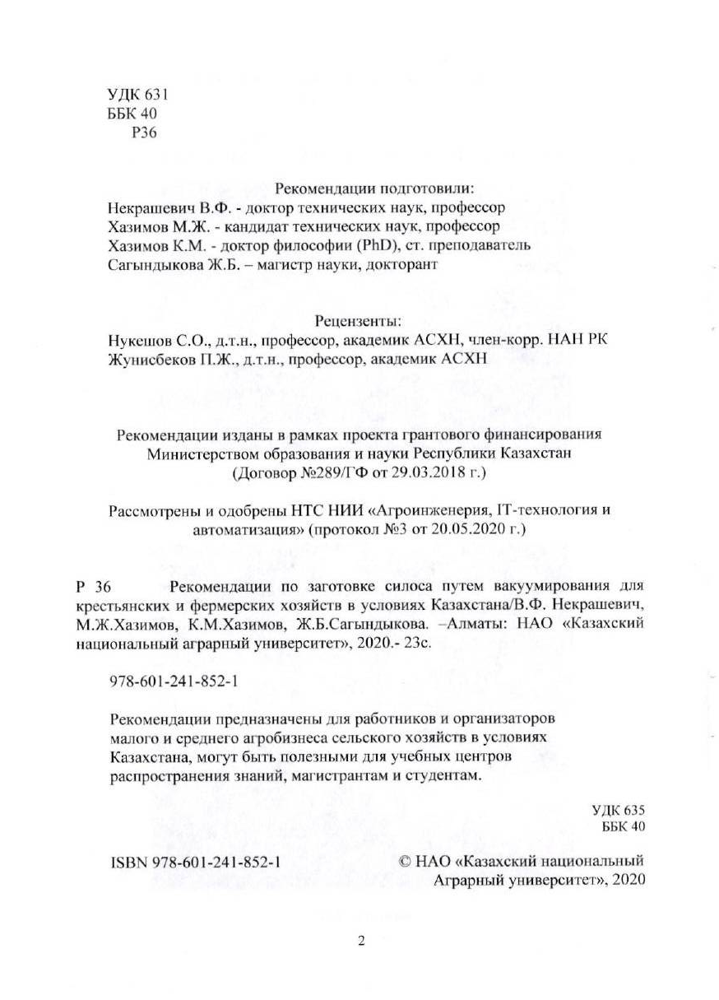 УДК 631
ББК 40
Р36
Рекомендации подготовили:
Некрашевич В.Ф. - доктор технических наук, профессор
Хазимов М.Ж. - кандидат технических наук, профессор
Хазимов К.М. - доктор философии (PhD), ст. преподаватель
Сагындыкова Ж.Б. – магистр науки, докторант
Рецензенты:
Нукешов С.О., д.т.н., профессор, академик АСХН, член-корр. НАН РК
Жунисбеков П.Ж., д.т.н., профессор, академик АСХН
Рекомендации изданы в рамках проекта грантового финансирования
Министерством образования и науки Республики Казахстан
(Договор №289/ГФ от 29.03.2018 г.)
Рассмотрены и одобрены НТС НИИ «Агроинженерия, IT-технология и
автоматизация» (протокол №3 от 20.05.2020 г.)
Р 36 Рекомендации по заготовке силоса путем вакуумирования для
крестьянских и фермерских хозяйств в условиях Казахстана/В.Ф. Некрашевич,
М.Ж.Хазимов, К.М.Хазимов, Ж.Б.Сагындыкова. –Алматы: НАО «Казахский
национальный аграрный университет», 2020.- 23с.
978-601-241-852-1
Рекомендации предназначены для работников и организаторов
малого и среднего агробизнеса сельского хозяйств в условиях
Казахстана, могут быть полезными для учебных центров
распространения знаний, магистрантам и студентам.
УДК 635
ББК 40
ISBN 978-601-241-852-1 © НАО «Казахский национальный
Аграрный университет», 2020
2